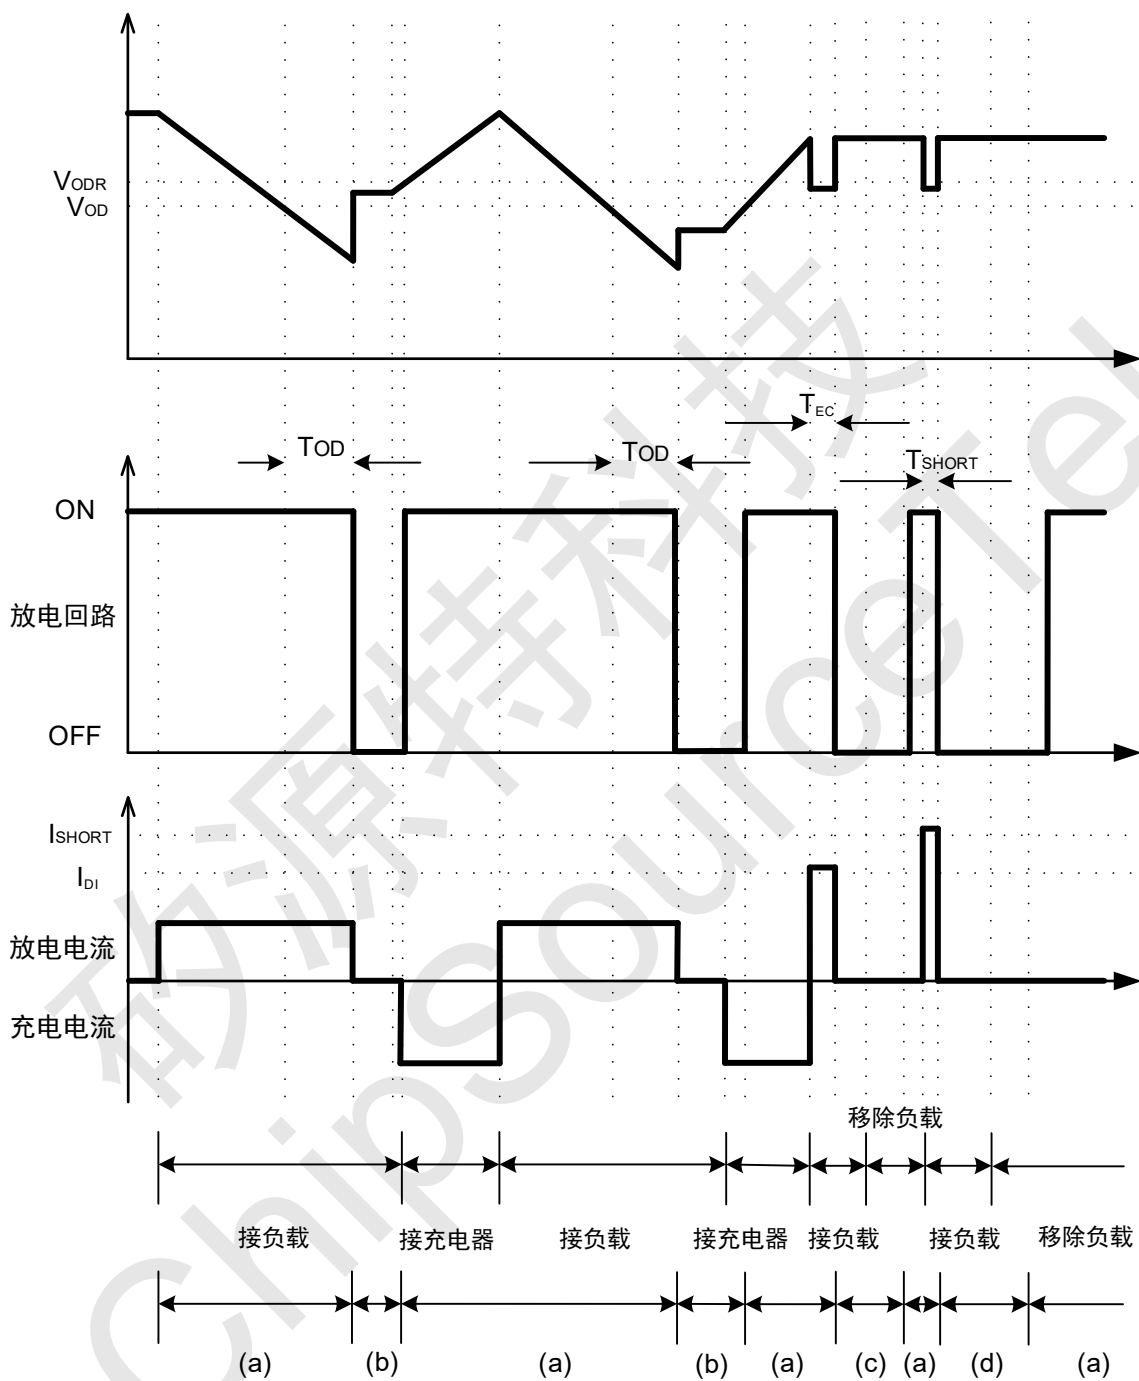 VODR
VOD
TEC
TOD
TOD
TSHORT
ON
放电回路
OFF
ISHORT
IDI
放电电流
充电电流
移除负载
接负载
接充电器
接负载
接充电器
接负载
接负载
移除负载
(a)
(b)
(a)
(b)
(a)
(c)
(a)
(d)
(a)
矽源特科技
ChipSourceTe